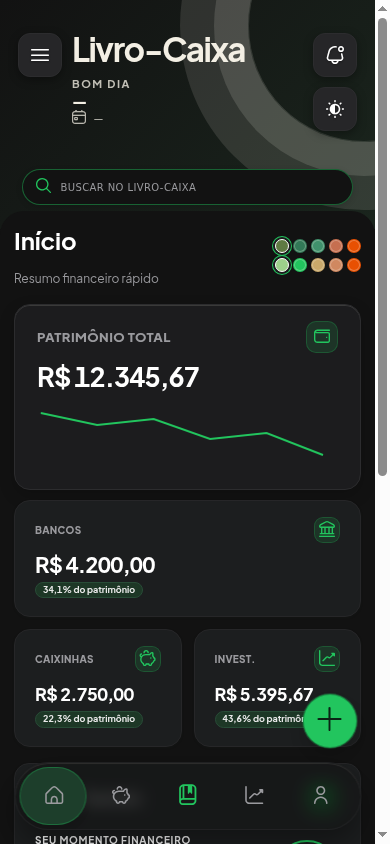 Livro-Caixa
BOM DIA
—
—
BUSCAR NO LIVRO-CAIXA
Início
Resumo financeiro rápido
PATRIMÔNIO TOTAL
R$ 12.345,67
BANCOS
R$ 4.200,00
34,1% do patrimônio
CAIXINHAS
R$ 2.750,00
22,3% do patrimônio
INVEST.
R$ 5.395,67
43,6% do patrimôn
SEU MOMENTO FINANCEIRO